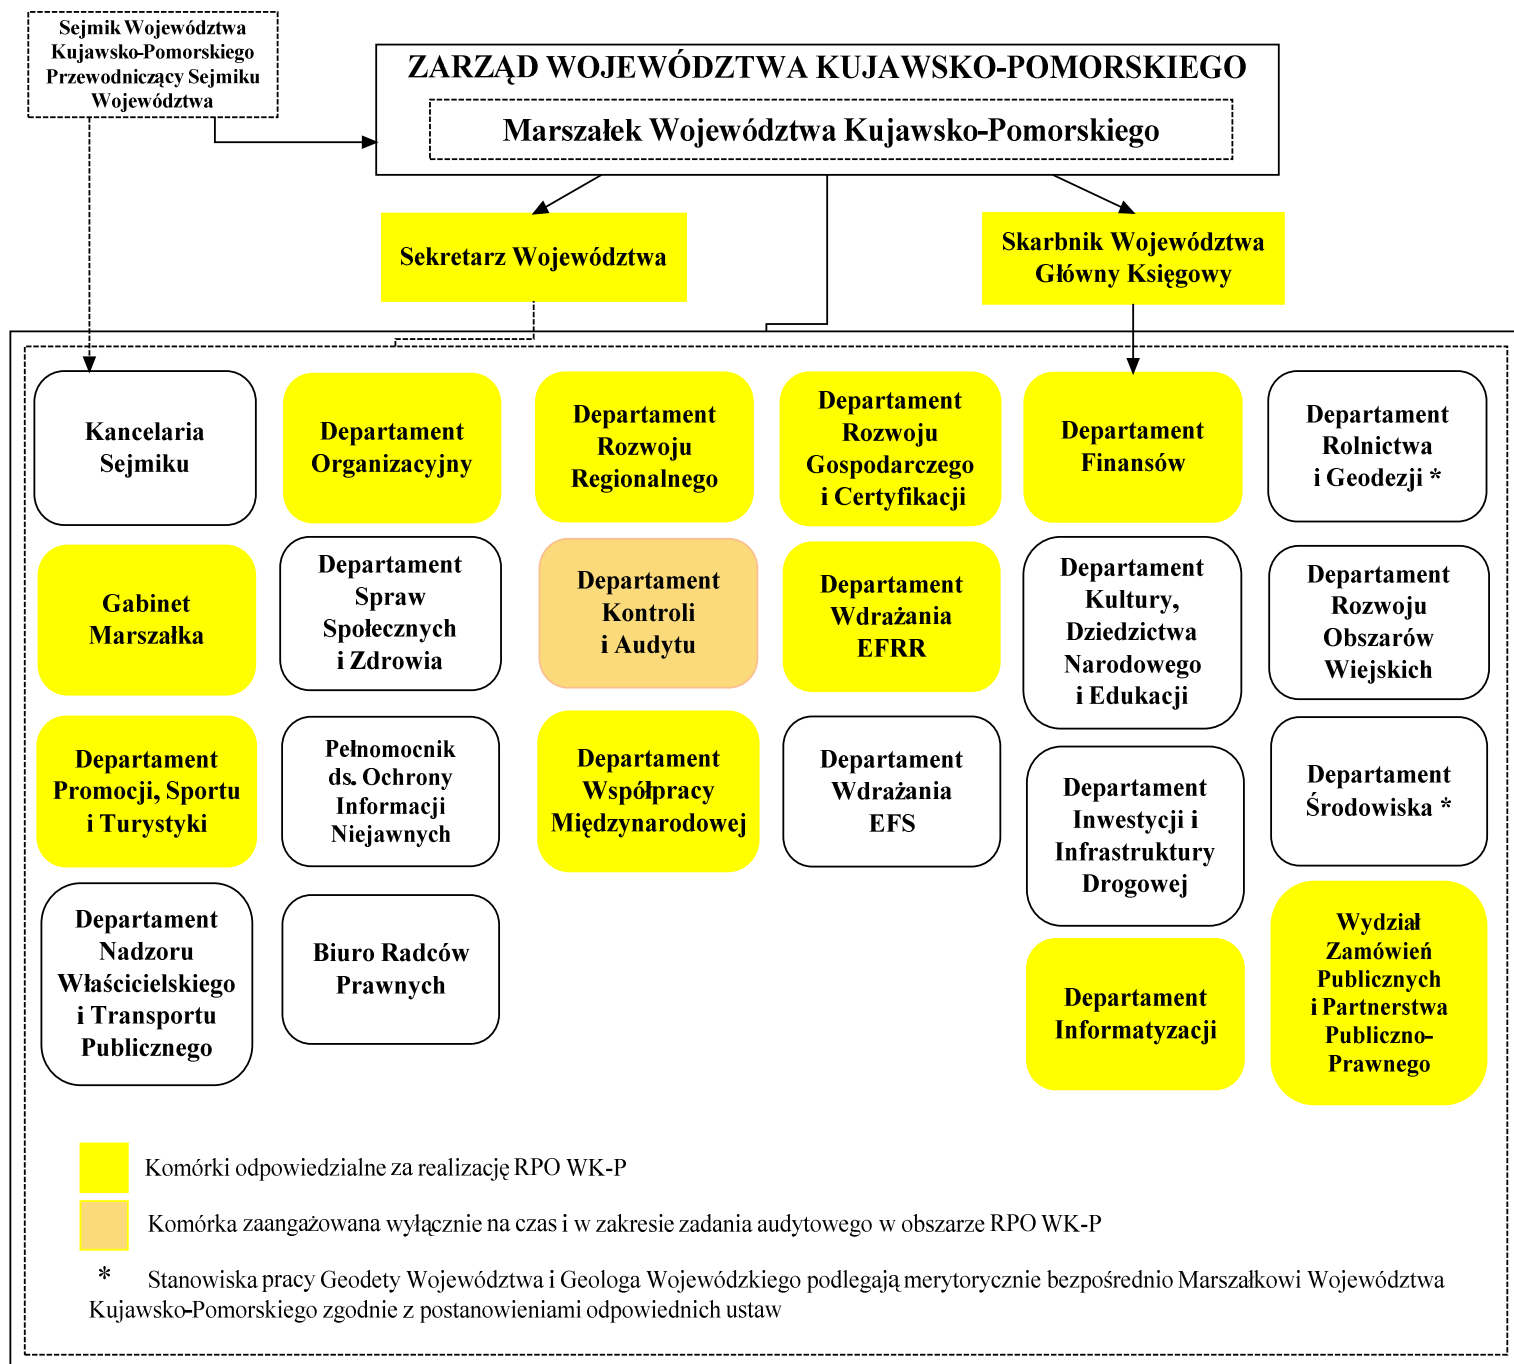 Sejmik Województwa
Kujawsko-Pomorskiego
Przewodniczący Sejmiku
Województwa
ZARZĄD WOJEWÓDZTWA KUJAWSKO-POMORSKIEGO
Marszałek Województwa Kujawsko-Pomorskiego
Sekretarz Województwa
Skarbnik Województwa
Główny Księgowy
Kancelaria
Sejmiku
Departament
Organizacyjny
Departament
Rozwoju
Regionalnego
Departament
Rozwoju
Gospodarczego
i Certyfikacji
Departament
Finansów
Departament
Rolnictwa
i Geodezji *
Gabinet
Marszałka
Departament
Spraw
Społecznych
i Zdrowia
Departament
Kontroli
i Audytu
Departament
Wdrażania
EFRR
Departament
Kultury,
Dziedzictwa
Narodowego
i Edukacji
Departament
Rozwoju
Obszarów
Wiejskich
Departament
Promocji, Sportu
i Turystyki
Pełnomocnik
ds. Ochrony
Informacji
Niejawnych
Departament
Współpracy
Międzynarodowej
Departament
Wdrażania
EFS
Departament
Inwestycji i
Infrastruktury
Drogowej
Departament
Środowiska *
Departament
Nadzoru
Właścicielskiego
i Transportu
Publicznego
Biuro Radców
Prawnych
Departament
Informatyzacji
Wydział
Zamówień
Publicznych
i Partnerstwa
Publiczno-
Prawnego
Komórki odpowiedzialne za realizację RPO WK-P
Komórka zaangażowana wyłącznie na czas i w zakresie zadania audytowego w obszarze RPO WK-P
* Stanowiska pracy Geodety Województwa i Geologa Wojewódzkiego podlegają merytorycznie bezpośrednio Marszałkowi Województwa
Kujawsko-Pomorskiego zgodnie z postanowieniami odpowiednich ustaw